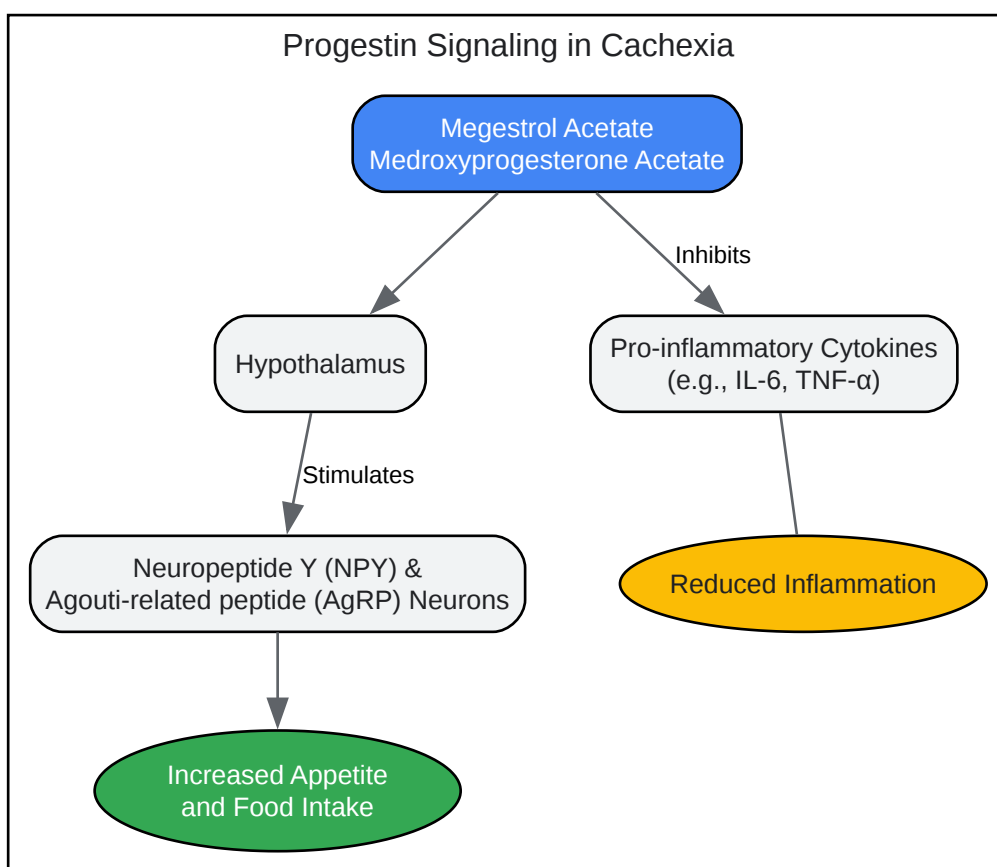 Progestin Signaling in Cachexia
Megestrol Acetate
Medroxyprogesterone Acetate
Inhibits
Hypothalamus
Pro-inflammatory Cytokines
(e.g., IL-6, TNF-α)
Stimulates
Neuropeptide Y (NPY) &
Agouti-related peptide (AgRP) Neurons
Reduced Inflammation
Increased Appetite
and Food Intake